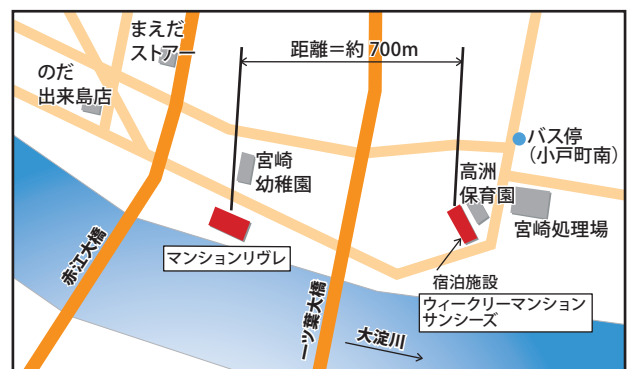 まえだ
ストアー
距離＝約 700m
のだ
出来島店
バス停
（小戸町南）
宮崎
幼稚園
高洲
保育園
宮崎処理場
マンションリヴレ
宿泊施設
ウィークリーマンション
サンシーズ
赤江大橋
一ツ葉大橋
大淀川